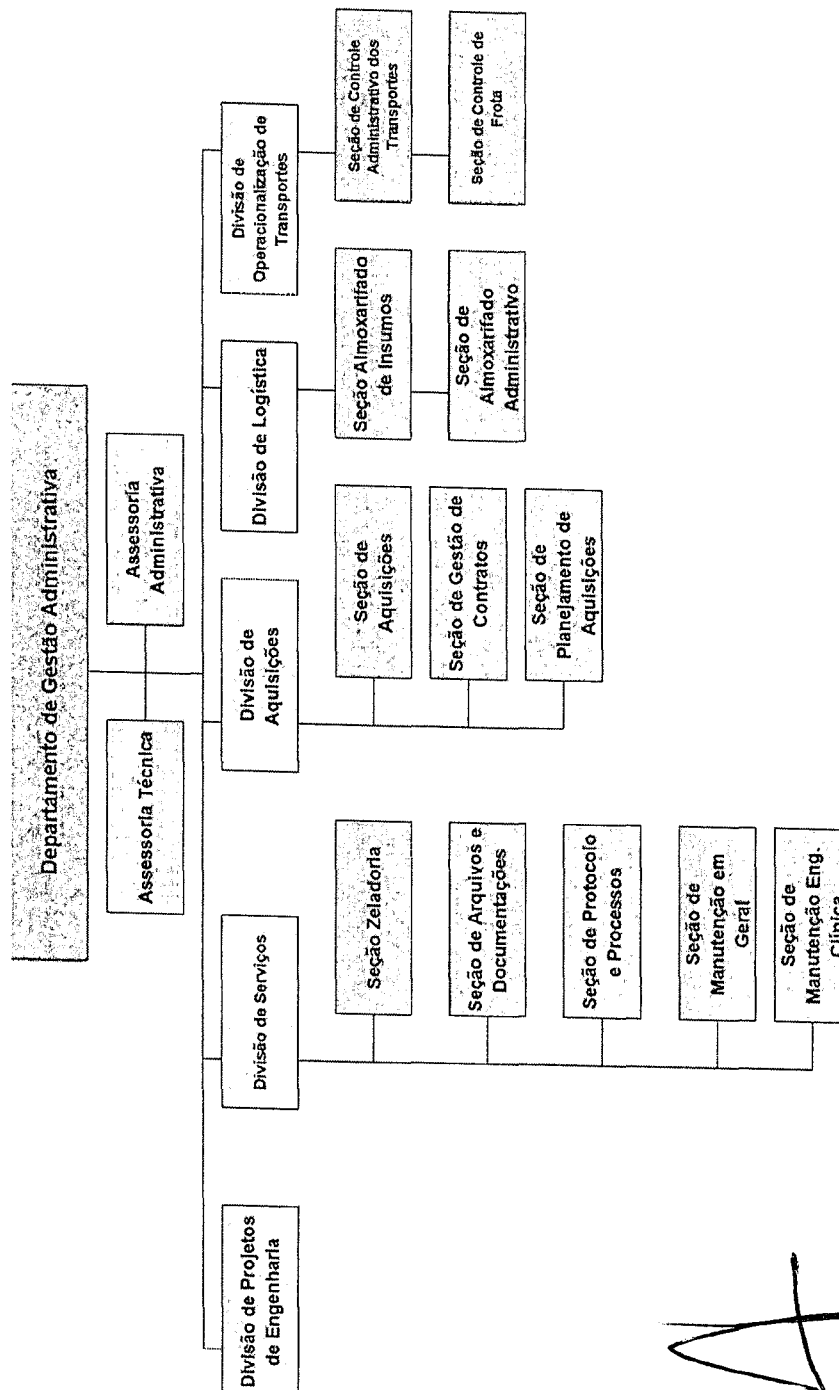 Departamento de Gestão Administrativa
Assessoria Técnica
Assessoria
Administrativa
Divisão de Projetos
de Engenharia
Divisão de Serviços
Seção Zeladoria
Seção de Arquivos e
Documentações
Seção de Protocolo
e Processos
Seção de
Manutenção em
Geral
Seção de
Manutenção Eng.
Clínica
Divisão de
Aquisições
Seção de
Aquisições
Seção de Gestão de
Contratos
Seção de
Planejamento de
Aquisições
Divisão de Logística
Seção Almoxarifado
de Insumos
Seção de
Almoxarifado
Administrativo
Divisão de
Operacionalização de
Transportes
Seção de Controle
Administrativo dos
Transportes
Seção de Controle de
Frota